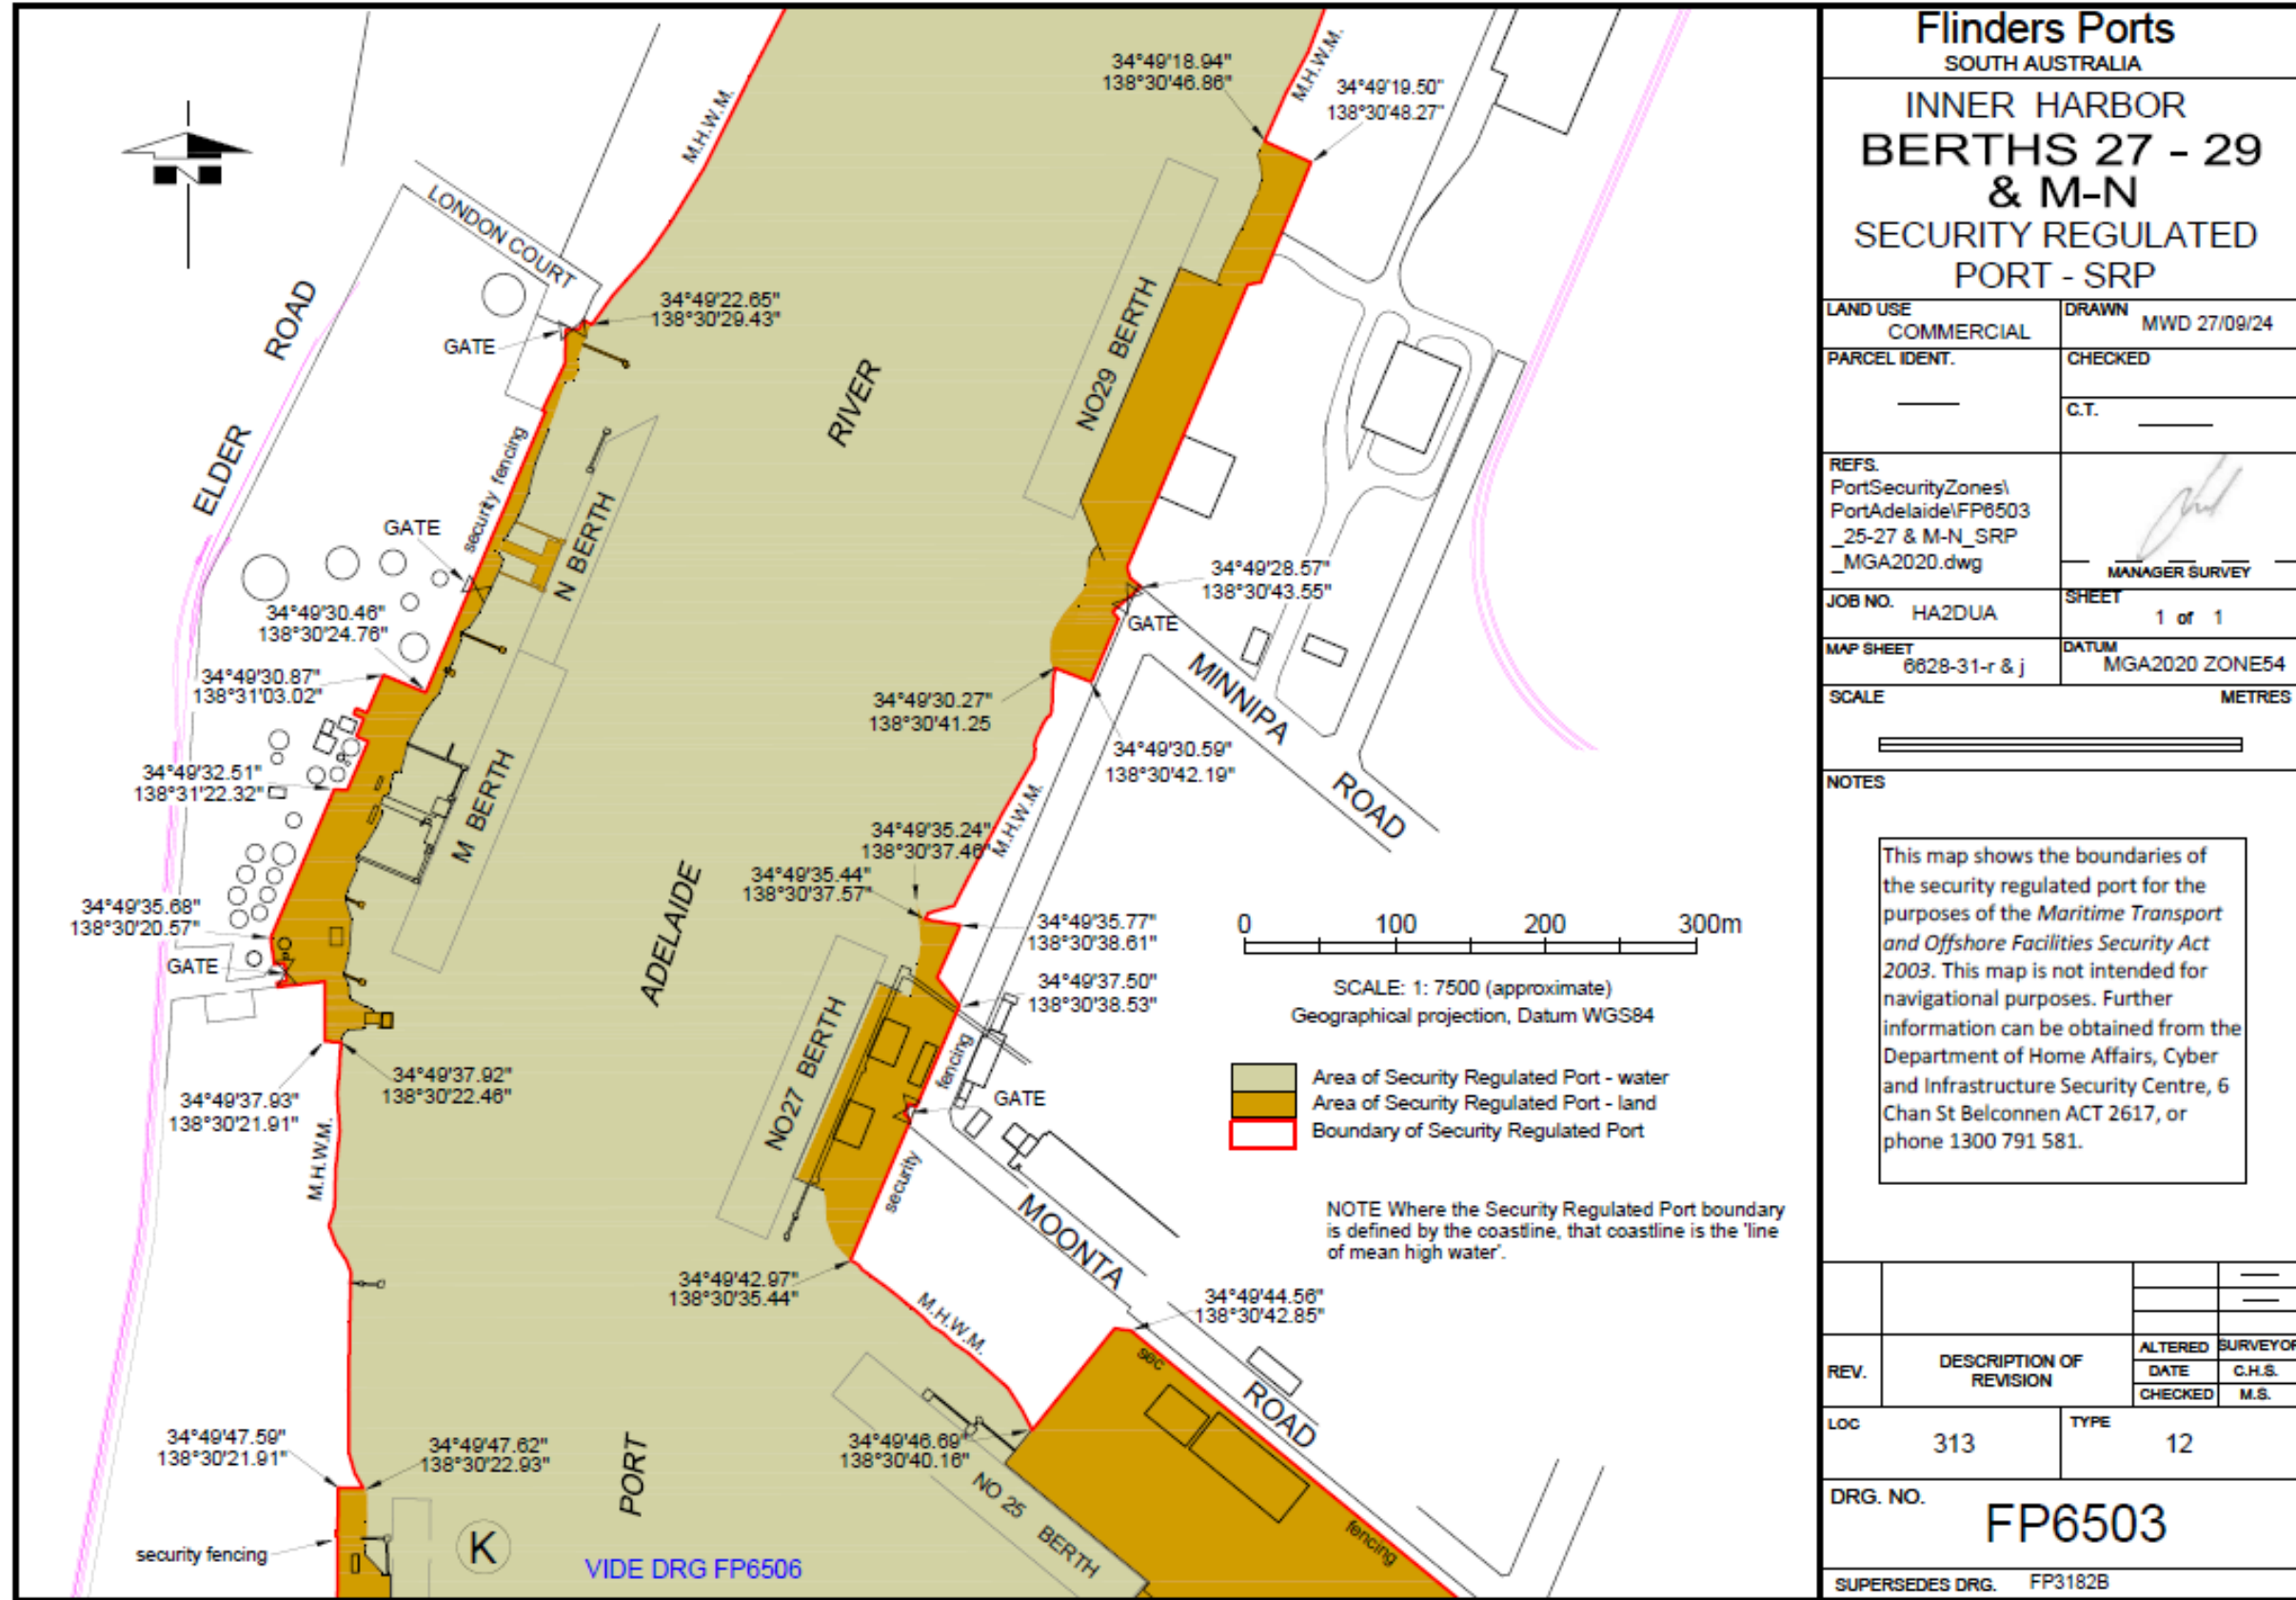 34°49'18.94"
138°30'46.86"
34°49'19.50"
138°30'48.27"
M.H.W.M.
M.H.W.M.
N
LONDON COURT
ELDER ROAD
34°49'22.65"
138°30'29.43"
GATE
security fencing
GATE
N BERTH
RIVER
NO29 BERTH
34°49'28.57"
138°30'43.55"
GATE
MINNIPA ROAD
34°49'30.46"
138°30'24.76"
34°49'30.87"
138°31'03.02"
34°49'30.27"
138°30'41.25
34°49'30.59"
138°30'42.19"
34°49'32.51"
138°31'22.32"
M BERTH
M.H.W.M.
34°49'35.24"
138°30'37.46"
34°49'35.44"
138°30'37.57"
34°49'35.68"
138°30'20.57"
GATE
ADELAIDE
34°49'35.77"
138°30'38.61"
34°49'37.50"
138°30'38.53"
NO27 BERTH
fencing
GATE
security
34°49'37.92"
138°30'22.46"
34°49'37.93"
138°30'21.91"
M.H.W.M.
0 100 200 300m
SCALE: 1: 7500 (approximate)
Geographical projection, Datum WGS84
Area of Security Regulated Port - water
Area of Security Regulated Port - land
Boundary of Security Regulated Port
NOTE Where the Security Regulated Port boundary
is defined by the coastline, that coastline is the 'line
of mean high water'.
MOONTA ROAD
34°49'42.97"
138°30'35.44"
M.H.W.M.
34°49'44.56"
138°30'42.85"
sec
fencing
34°49'46.69"
138°30'40.16"
NO 25 BERTH
34°49'47.59"
138°30'21.91"
34°49'47.62"
138°30'22.93"
PORT
security fencing
K
VIDE DRG FP6506
Flinders Ports
SOUTH AUSTRALIA
INNER HARBOR
BERTHS 27 - 29
& M-N
SECURITY REGULATED
PORT - SRP
LAND USE
COMMERCIAL
DRAWN
MWD 27/09/24
PARCEL IDENT.
CHECKED
C.T.
REFS.
PortSecurityZones\
PortAdelaide\FP6503
_25-27 & M-N_SRP
_MGA2020.dwg
MANAGER SURVEY
JOB NO. HA2DUA
SHEET
1 of 1
MAP SHEET
6628-31-r & j
DATUM
MGA2020 ZONE54
SCALE METRES
NOTES
This map shows the boundaries of
the security regulated port for the
purposes of the Maritime Transport
and Offshore Facilities Security Act
2003. This map is not intended for
navigational purposes. Further
information can be obtained from the
Department of Home Affairs, Cyber
and Infrastructure Security Centre, 6
Chan St Belconnen ACT 2617, or
phone 1300 791 581.
REV.
DESCRIPTION OF
REVISION
ALTERED SURVEYOR
DATE C.H.S.
CHECKED M.S.
LOC
313
TYPE
12
DRG. NO.
FP6503
SUPERSEDES DRG. FP3182B